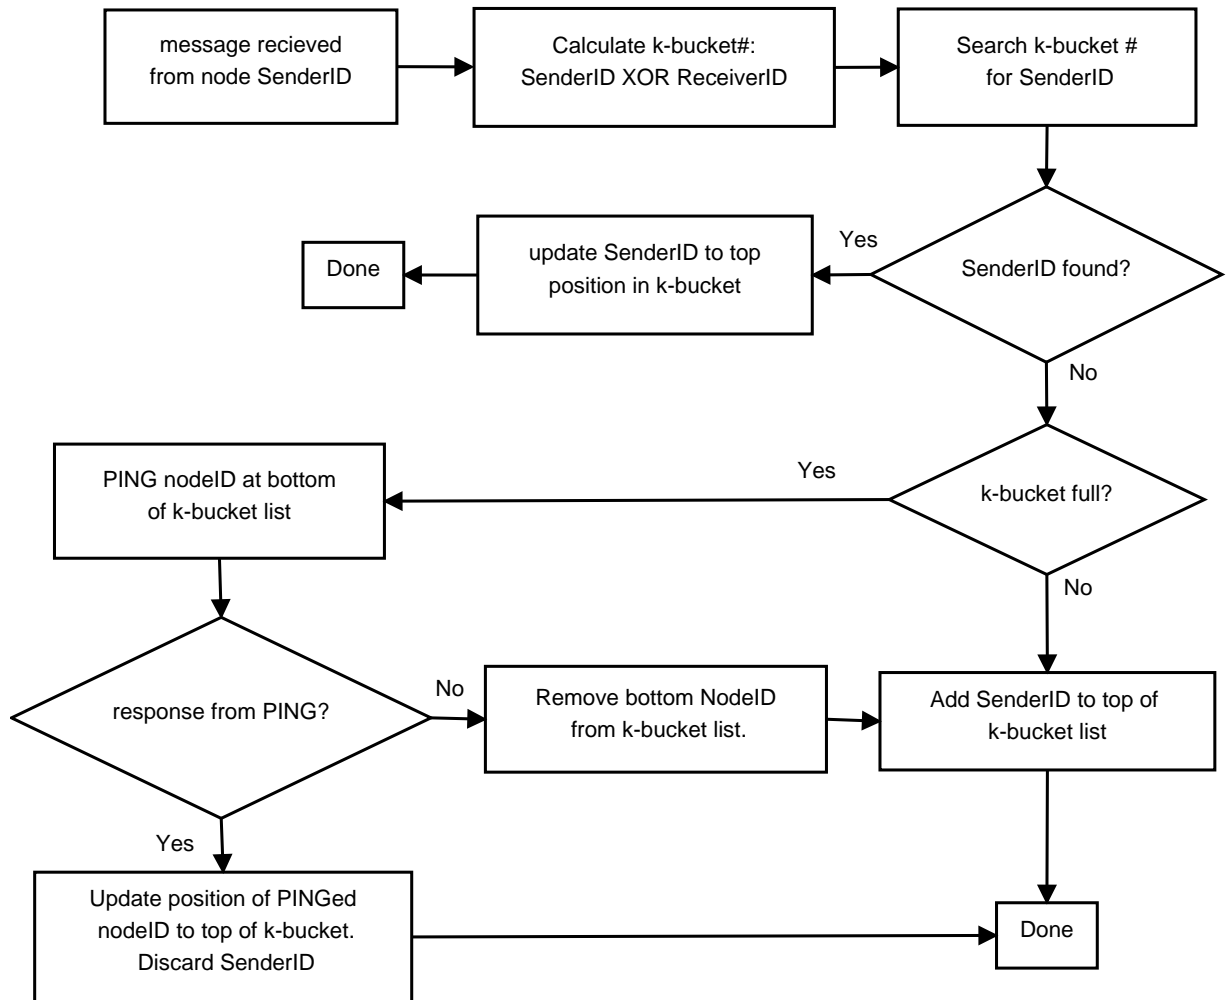 message recieved
from node SenderID
Calculate k-bucket#:
SenderID XOR ReceiverID
Search k-bucket #
for SenderID
SenderID found?
Yes
update SenderID to top
position in k-bucket
Done
No
k-bucket full?
Yes
PING nodeID at bottom
of k-bucket list
No
response from PING?
No
Remove bottom NodeID
from k-bucket list.
Add SenderID to top of
k-bucket list
Yes
Update position of PINGed
nodeID to top of k-bucket.
Discard SenderID
Done